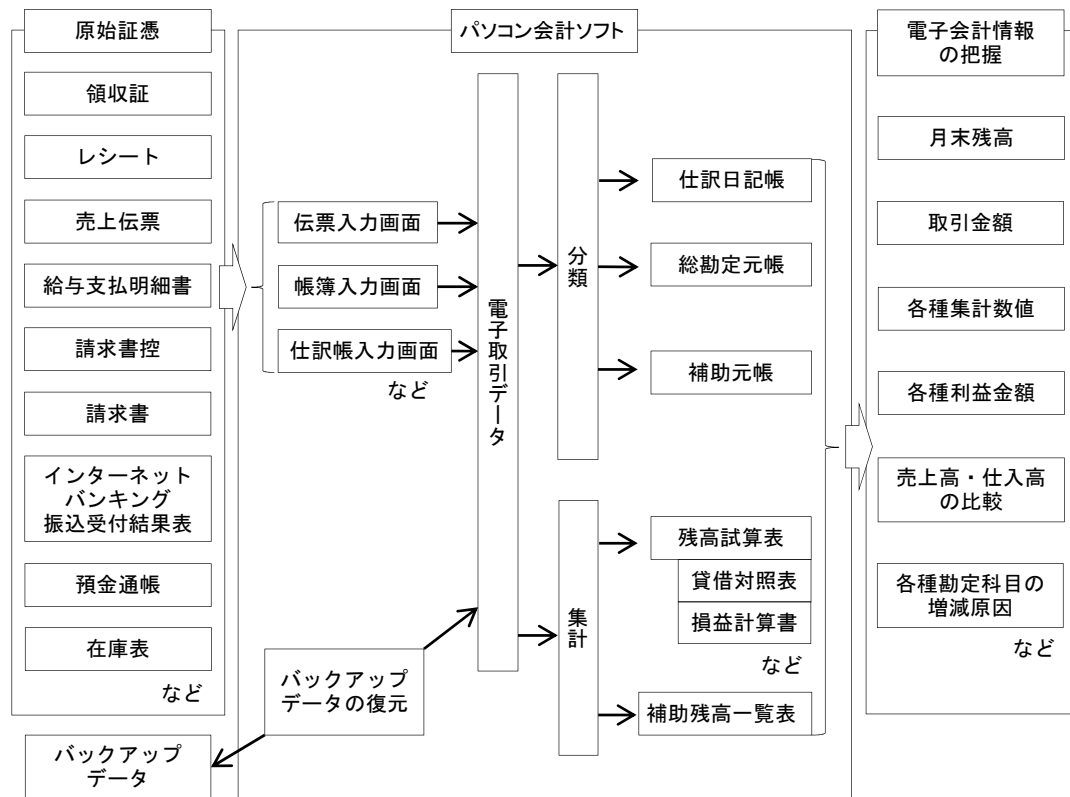 原始証憑
領収証
レシート
売上伝票
給与支払明細書
請求書控
請求書
インターネット
バンキング
振込受付結果表
預金通帳
在庫表
など
バックアップ
データ
パソコン会計ソフト
伝票入力画面
帳簿入力画面
仕訳帳入力画面
など
バックアップ
データの復元
電子取引データ
分類
集計
仕訳日記帳
総勘定元帳
補助元帳
残高試算表
貸借対照表
損益計算書
など
補助残高一覧表
電子会計情報
の把握
月末残高
取引金額
各種集計数値
各種利益金額
売上高・仕入高
の比較
各種勘定科目の
増減原因
など